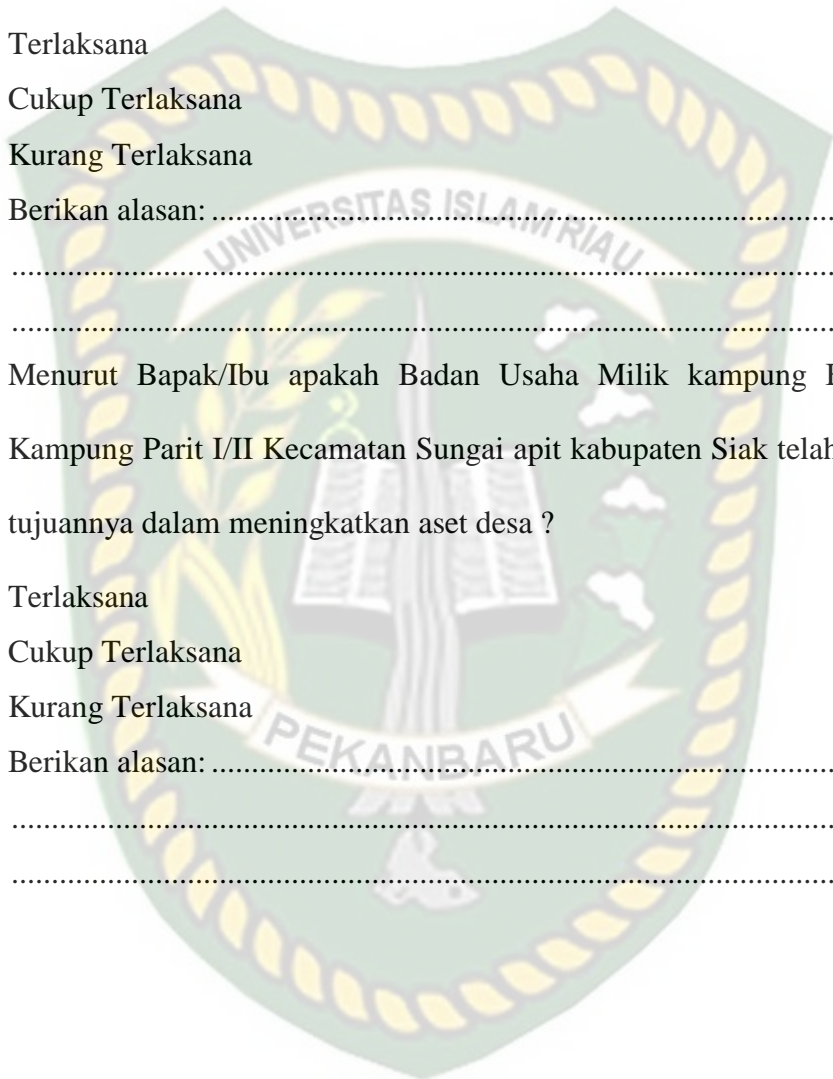 Terlaksana
Cukup Terlaksana
Kurang Terlaksana
Berikan alasan: ......................................................................
UNIVERSITAS ISLAM RIAU
.........................................................................................
.........................................................................................
Menurut Bapak/Ibu apakah Badan Usaha Milik kampung
Kampung Parit I/II Kecamatan Sungai apit kabupaten Siak telah
tujuannya dalam meningkatkan aset desa ?
Terlaksana
Cukup Terlaksana
Kurang Terlaksana
PEKANBARU
Berikan alasan: ......................................................................
.........................................................................................
.........................................................................................